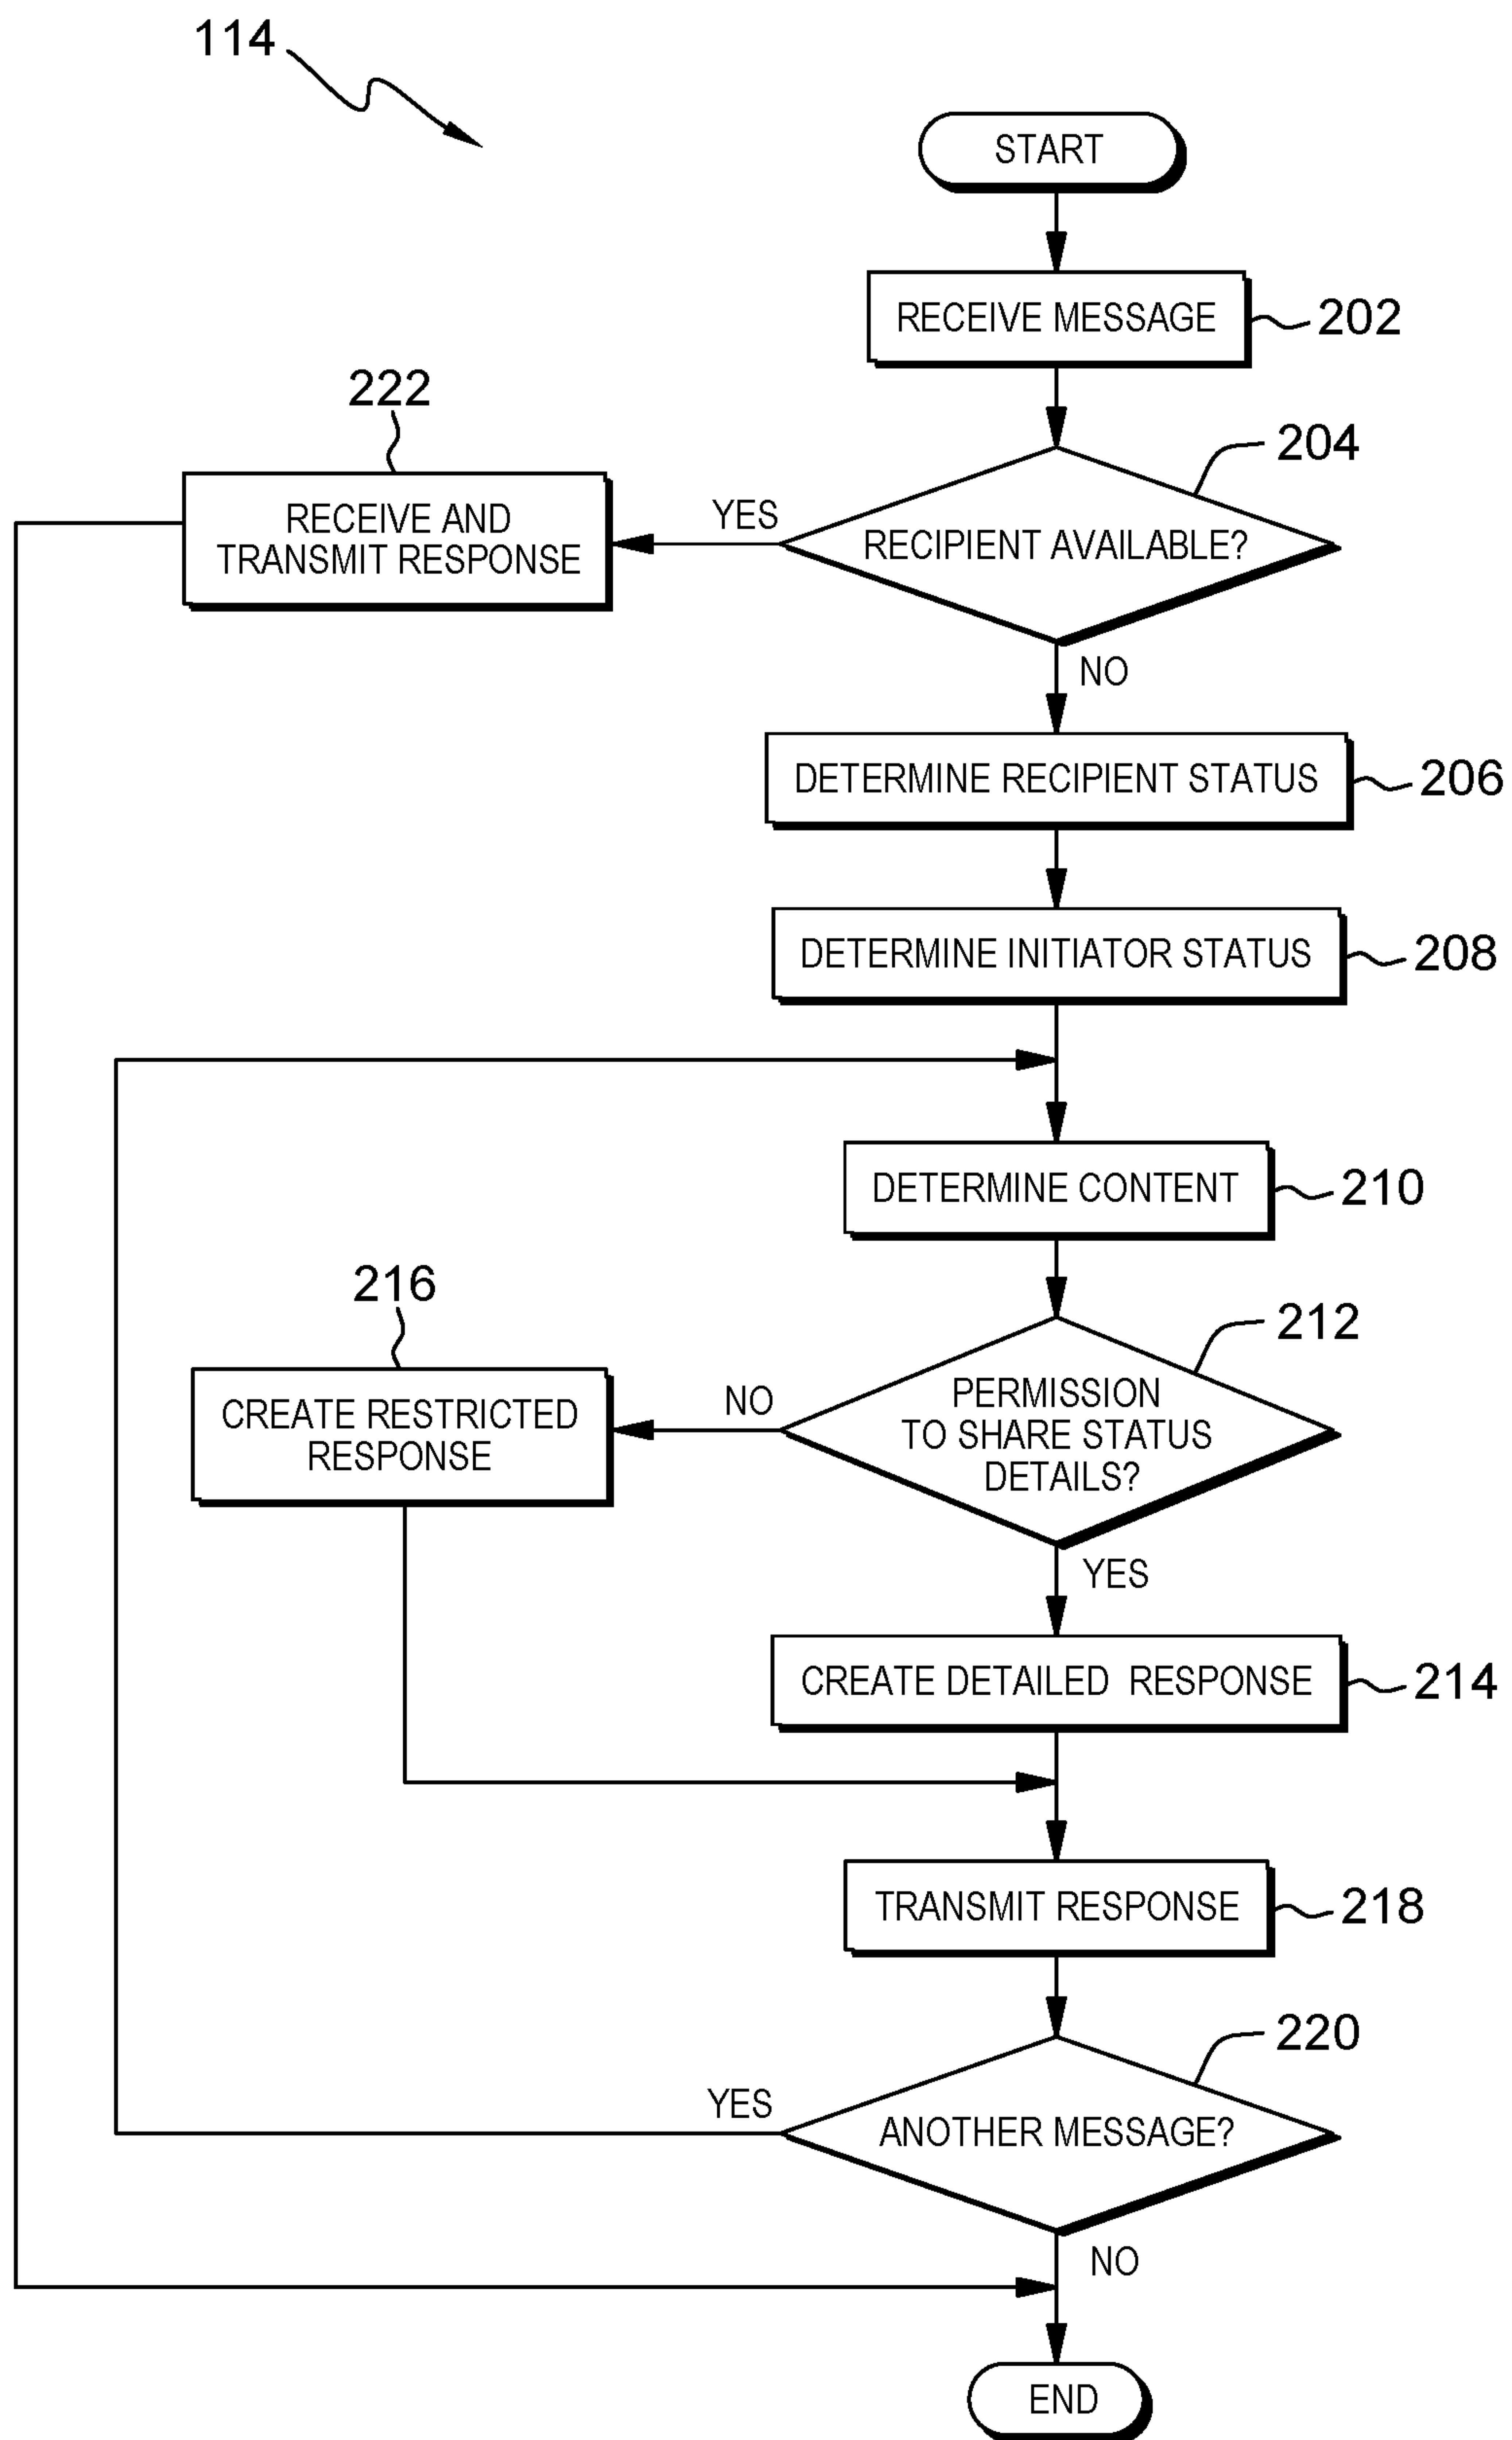 114
START
RECEIVE MESSAGE
202
222
204
RECEIVE AND
TRANSMIT RESPONSE
YES
RECIPIENT AVAILABLE?
NO
DETERMINE RECIPIENT STATUS
206
DETERMINE INITIATOR STATUS
208
DETERMINE CONTENT
210
216
212
CREATE RESTRICTED
RESPONSE
NO
PERMISSION
TO SHARE STATUS
DETAILS?
YES
CREATE DETAILED RESPONSE
214
TRANSMIT RESPONSE
218
220
YES
ANOTHER MESSAGE?
NO
END